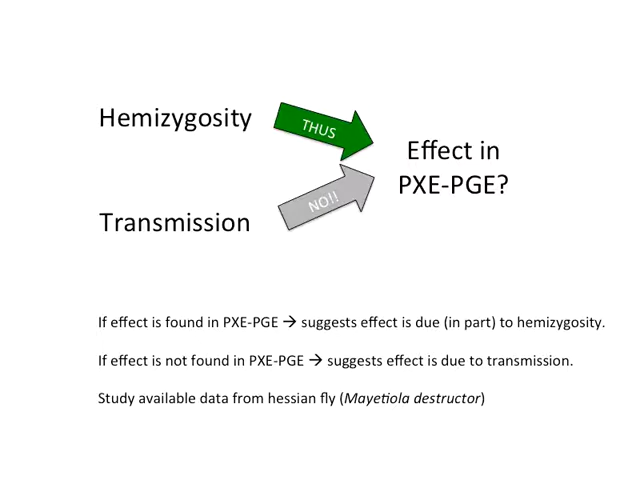 Hemizygosity
THUS
Effect in
PXE-PGE?
NO!!
Transmission
If effect is found in PXE-PGE → suggests effect is due (in part) to hemizygosity.
If effect is not found in PXE-PGE → suggests effect is due to transmission.
Study available data from hessian fly (Mayetiola destructor)